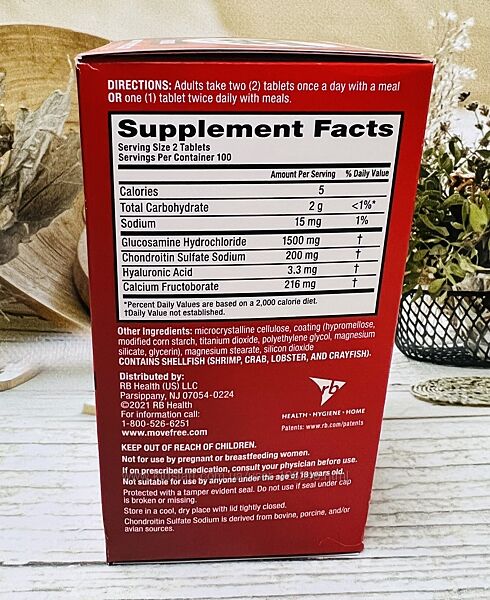 DIRECTIONS: Adults take two (2) tablets once a day with a meal
OR one (1) tablet twice daily with meals.
Supplement Facts
Serving Size 2 Tablets
Servings Per Container 100
Amount Per Serving % Daily Value
Calories 5
Total Carbohydrate 2 g <1%*
Sodium 15 mg 1%
Glucosamine Hydrochloride 1500 mg †
Chondroitin Sulfate Sodium 200 mg †
Hyaluronic Acid 3.3 mg †
Calcium Fructoborate 216 mg †
*Percent Daily Values are based on a 2,000 calorie diet.
†Daily Value not established.
Other Ingredients: microcrystalline cellulose, coating (hypromellose,
modified corn starch, titanium dioxide, polyethylene glycol, magnesium
silicate, glycerin), magnesium stearate, silicon dioxide
CONTAINS SHELLFISH (SHRIMP, CRAB, LOBSTER, AND CRAYFISH).
Distributed by:
RB Health (US) LLC
Parsippany, NJ 07054-0224
©2021 RB Health
For information call:
1-800-526-6251
www.movefree.com
rb
HEALTH • HYGIENE • HOME
Patents: www.rb.com/patents
KEEP OUT OF REACH OF CHILDREN.
Not for use by pregnant or breastfeeding women.
If on prescribed medication, consult your physician before use.
Not suitable for use by anyone under the age of 18 years old.
Protected with a tamper evident seal. Do not use if seal under cap
is broken or missing.
Store in a cool, dry place with lid tightly closed.
Chondroitin Sulfate Sodium is derived from bovine, porcine, and/or
avian sources.